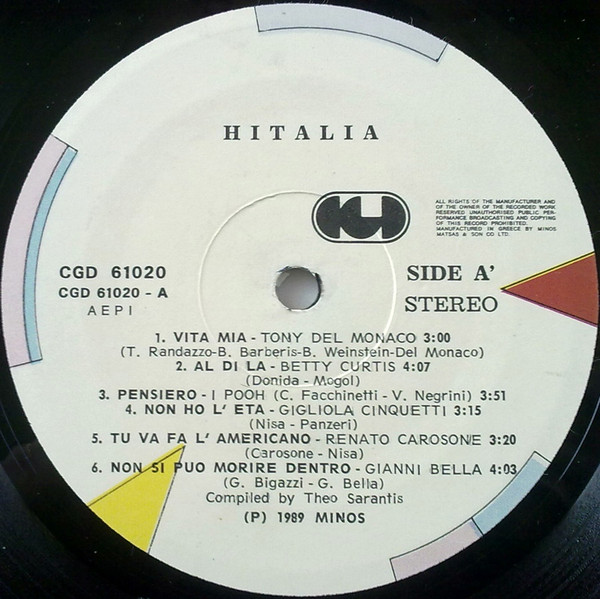 HITALIA
ALL RIGHTS OF THE MANUFACTURER AND
OF THE OWNER OF THE RECORDED WORK
RESERVED UNAUTHORISED PUBLIC PER-
FORMANCE BROADCASTING AND COPYING
OF THIS RECORD PROHIBITED.
MANUFACTURED IN GREECE BY MINOS
MATSAS & SON CO LTD.
CGD 61020
CGD 61020 - A
AEPI
SIDE A'
STEREO
1. VITA MIA - TONY DEL MONACO 3:00
(T. Randazzo-B. Barberis-B. Weinstein-Del Monaco)
2. AL DI LA - BETTY CURTIS 4:07
(Donida - Mogol)
3. PENSIERO - I POOH (C. Facchinetti - V. Negrini) 3:51
4. NON HO L' ETA - GIGLIOLA CINQUETTI 3:15
(Nisa - Panzeri)
5. TU VA FA L' AMERICANO - RENATO CAROSONE 3:20
(Carosone - Nisa)
6. NON SI PUO MORIRE DENTRO - GIANNI BELLA 4:03
(G. Bigazzi - G. Bella)
Compiled by Theo Sarantis
(P) 1989 MINOS